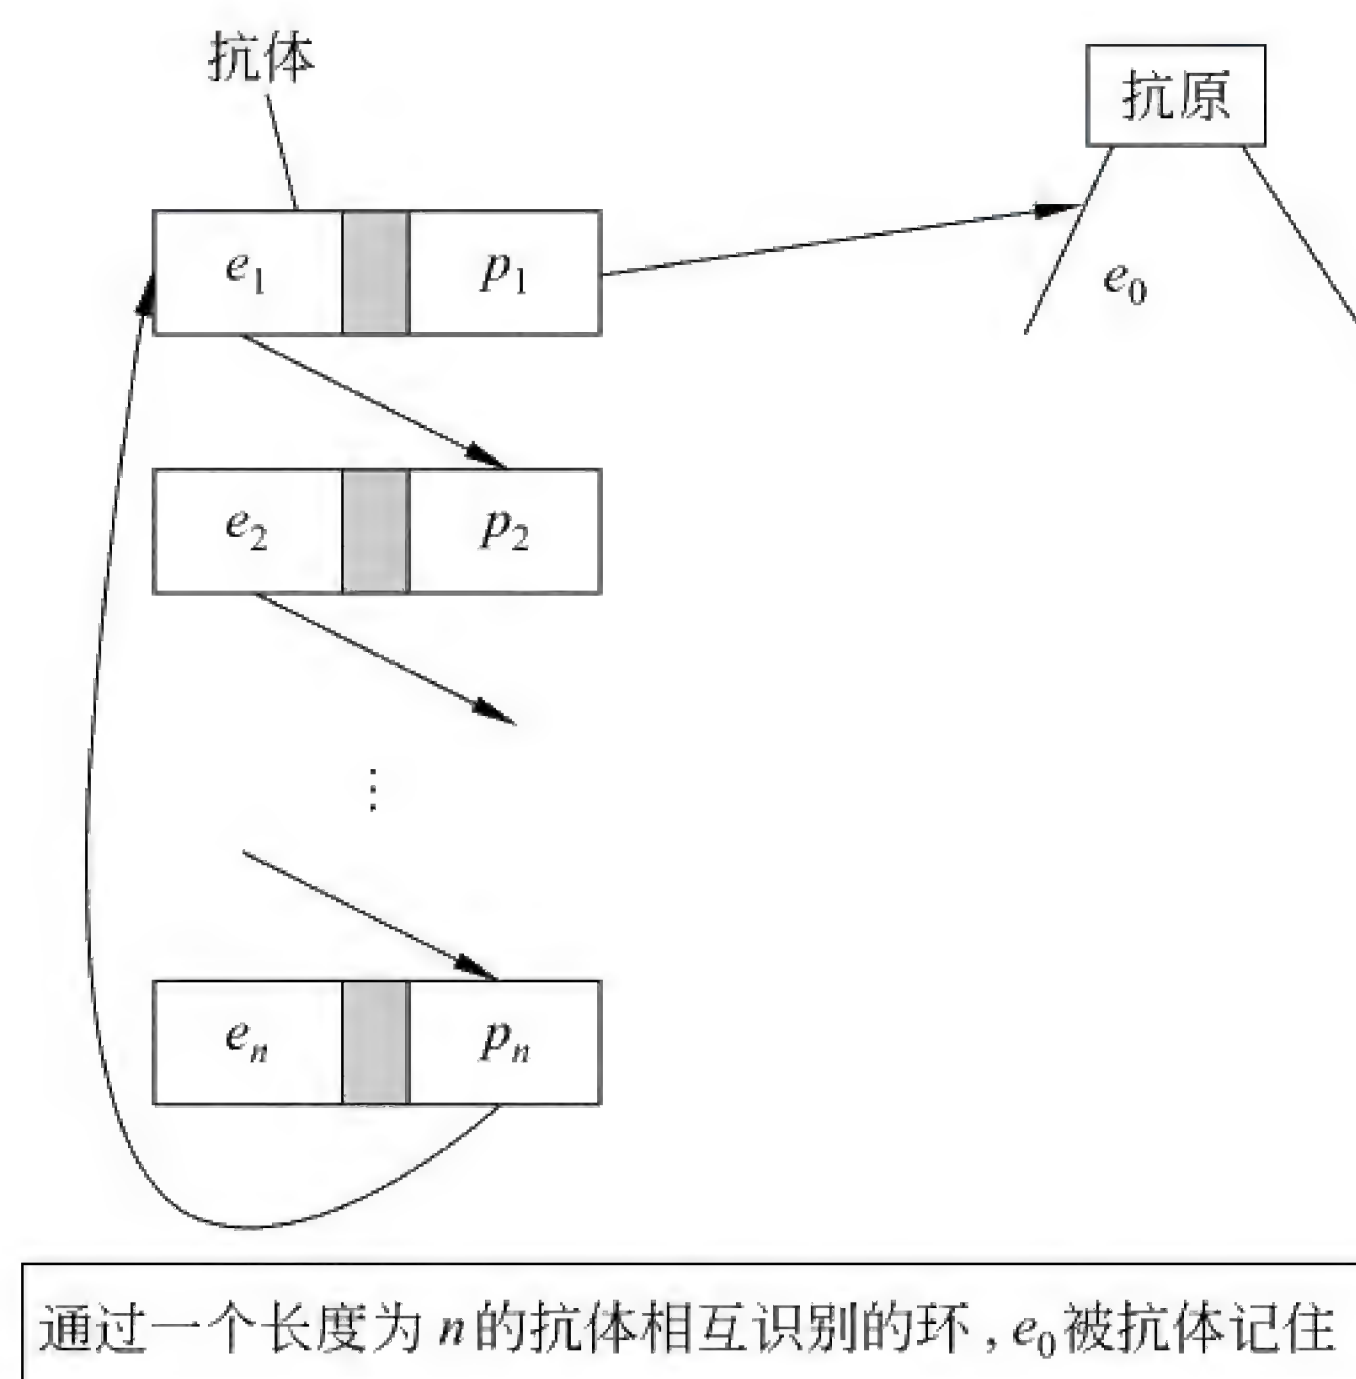 抗体
抗原
e₁ p₁
e₀
e₂ p₂
⋮
eₙ pₙ
通过一个长度为 n 的抗体相互识别的环，e₀被抗体记住